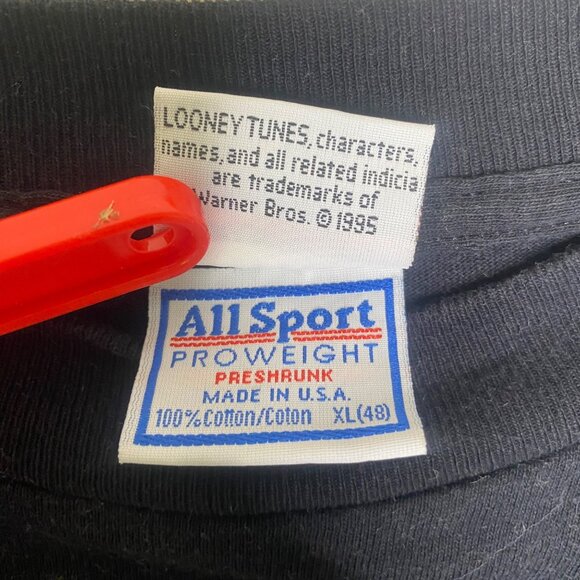 LOONEY TUNES, characters,
names, and all related indicia
are trademarks of
Warner Bros. © 1995
All Sport
PROWEIGHT
PRESHRUNK
MADE IN U.S.A.
100% Cotton/Coton XL(48)